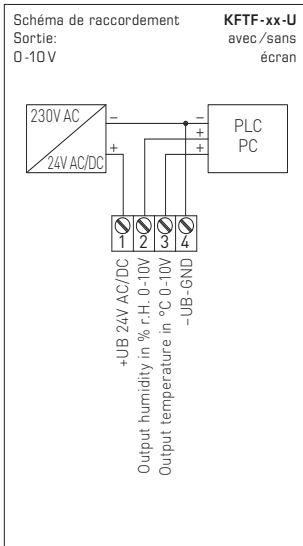 Schéma de raccordement
KFTF-xx-U
Sortie:
avec/sans
0-10V
écran
230V AC
24V AC/DC
–
+
–
+
+
PLC
PC
1
2
3
4
+UB 24V AC/DC
Output humidity in % r.H. 0-10V
Output temperature in °C 0-10V
–UB-GND